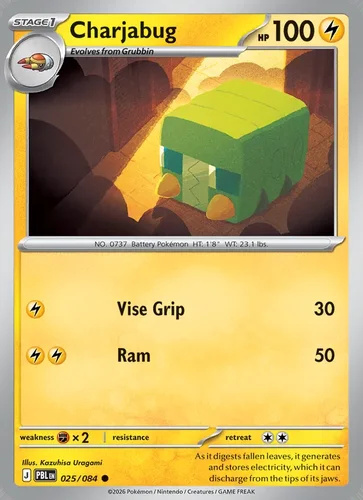 STAGE 1
Charjabug
HP 100
Evolves from Grubbin
NO. 0737 Battery Pokémon HT. 1'8" WT. 23.1 lbs.
Vise Grip 30
Ram 50
weakness ×2 resistance retreat
Illus. Kazuhisa Uragami
J PBL EN 025/084
As it digests fallen leaves, it generates
and stores electricity, which it can
discharge from the tips of its jaws.
©2026 Pokémon / Nintendo / Creatures / GAME FREAK